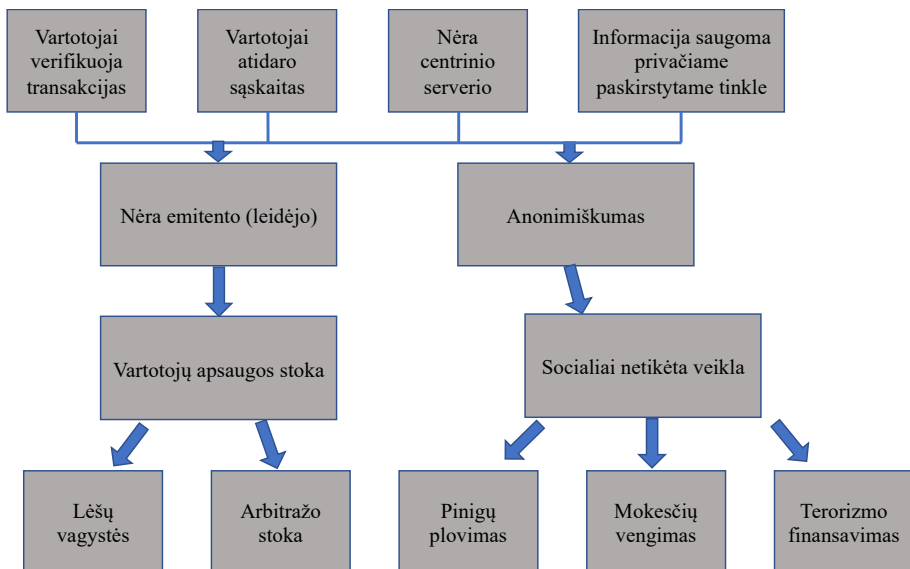 Vartotojai
verifikuoja
transakcijas
Vartotojai
atidaro
sąskaitas
Nėra
centrinio
serverio
Informacija saugoma
privačiame
paskirstytame tinkle
Nėra emitento (leidėjo)
Anonimiškumas
Vartotojų apsaugos stoka
Socialiai netikėta veikla
Lėšų
vagystės
Arbitražo
stoka
Pinigų
plovimas
Mokesčių
vengimas
Terorizmo
finansavimas